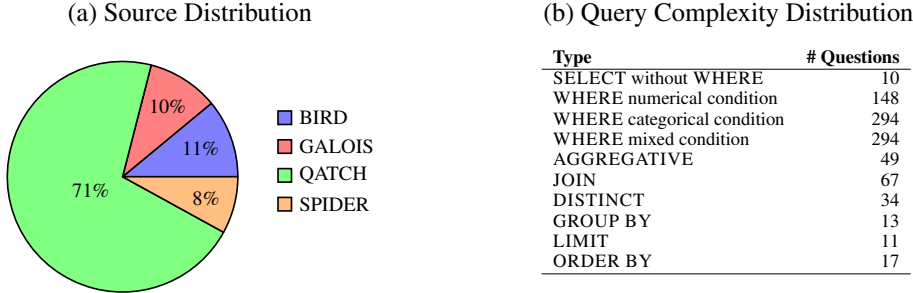 (a) Source Distribution
10%
11%
71%
8%
BIRD
GALOIS
QATCH
SPIDER
(b) Query Complexity Distribution
Type # Questions
SELECT without WHERE 10
WHERE numerical condition 148
WHERE categorical condition 294
WHERE mixed condition 294
AGGREGATIVE 49
JOIN 67
DISTINCT 34
GROUP BY 13
LIMIT 11
ORDER BY 17